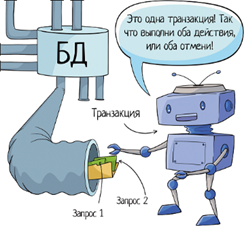 Это одна транзакция! Так
что выполни оба действия,
или оба отмени!
БД
Транзакция
Запрос 1
Запрос 2